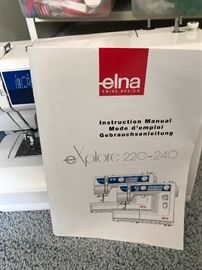 elna
SWISS DESIGN
Instruction Manual
Mode d'emploi
Gebrauchsanleitung
eXplore 220-240